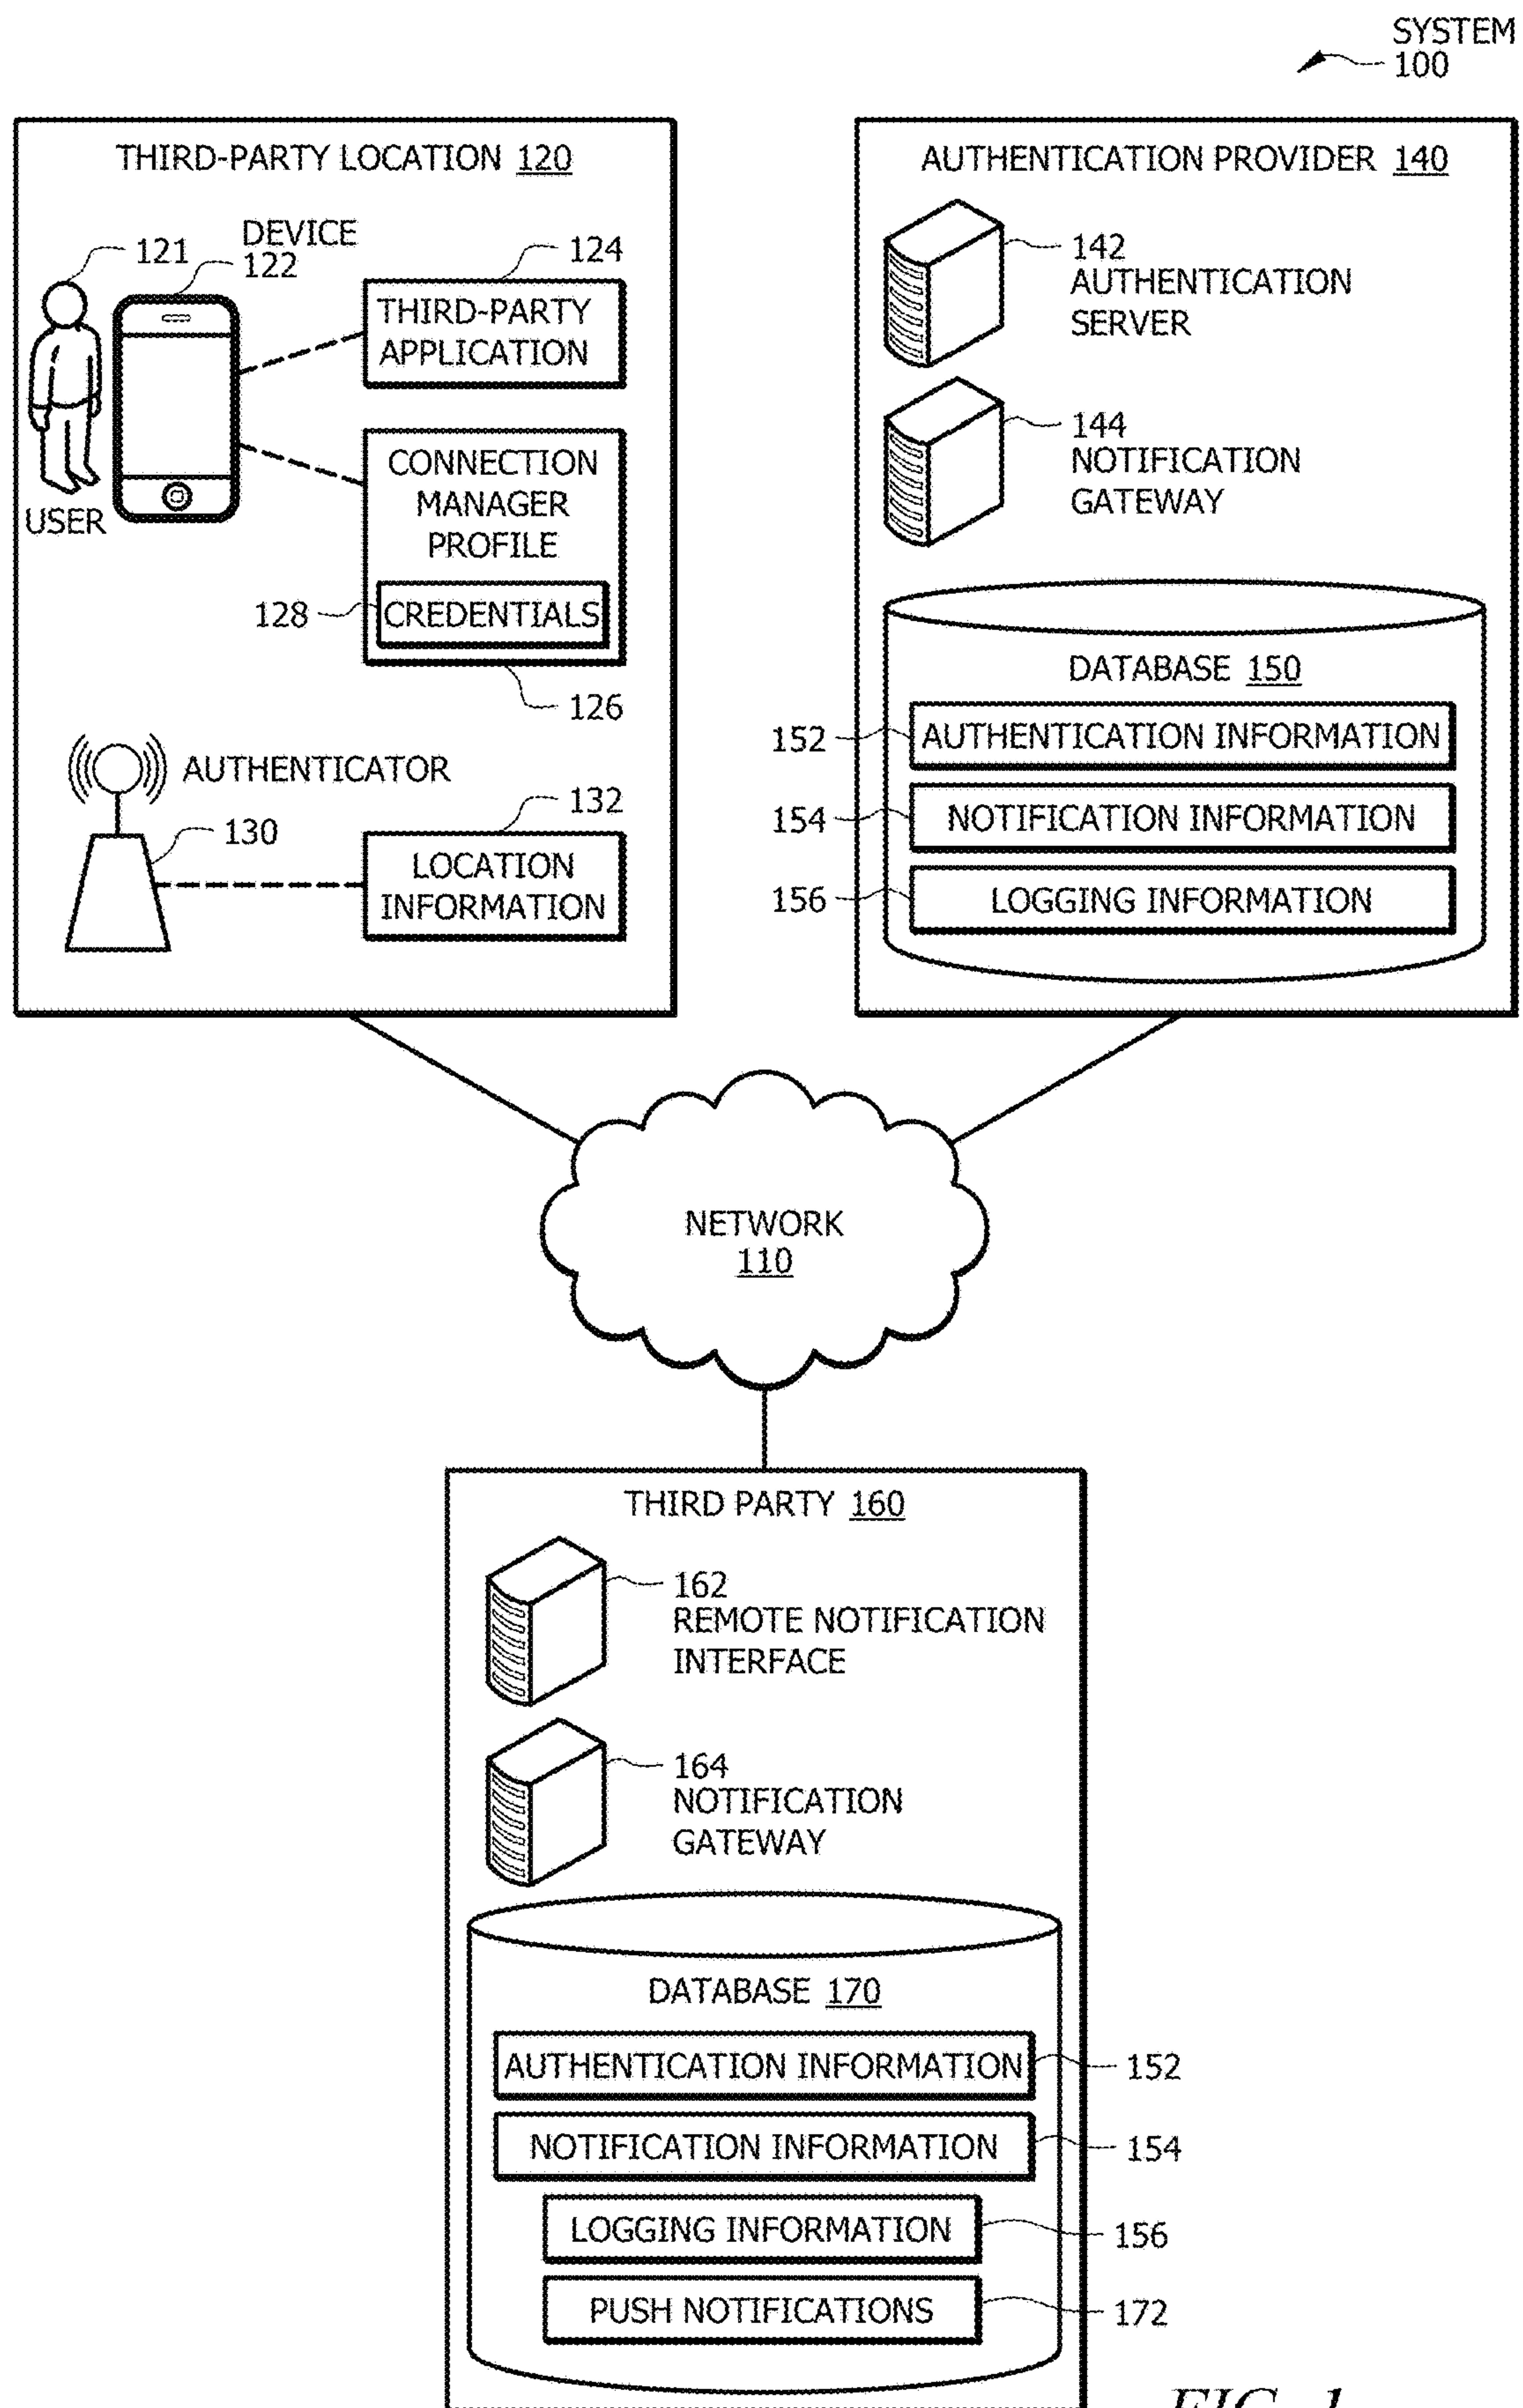 SYSTEM
100
THIRD-PARTY LOCATION 120
121
DEVICE
122
124
THIRD-PARTY
APPLICATION
USER
CONNECTION
MANAGER
PROFILE
128
CREDENTIALS
126
AUTHENTICATOR
130
132
LOCATION
INFORMATION
AUTHENTICATION PROVIDER 140
142
AUTHENTICATION
SERVER
144
NOTIFICATION
GATEWAY
DATABASE 150
152
AUTHENTICATION INFORMATION
154
NOTIFICATION INFORMATION
156
LOGGING INFORMATION
NETWORK
110
THIRD PARTY 160
162
REMOTE NOTIFICATION
INTERFACE
164
NOTIFICATION
GATEWAY
DATABASE 170
AUTHENTICATION INFORMATION
152
NOTIFICATION INFORMATION
154
LOGGING INFORMATION
156
PUSH NOTIFICATIONS
172
FIG. 1